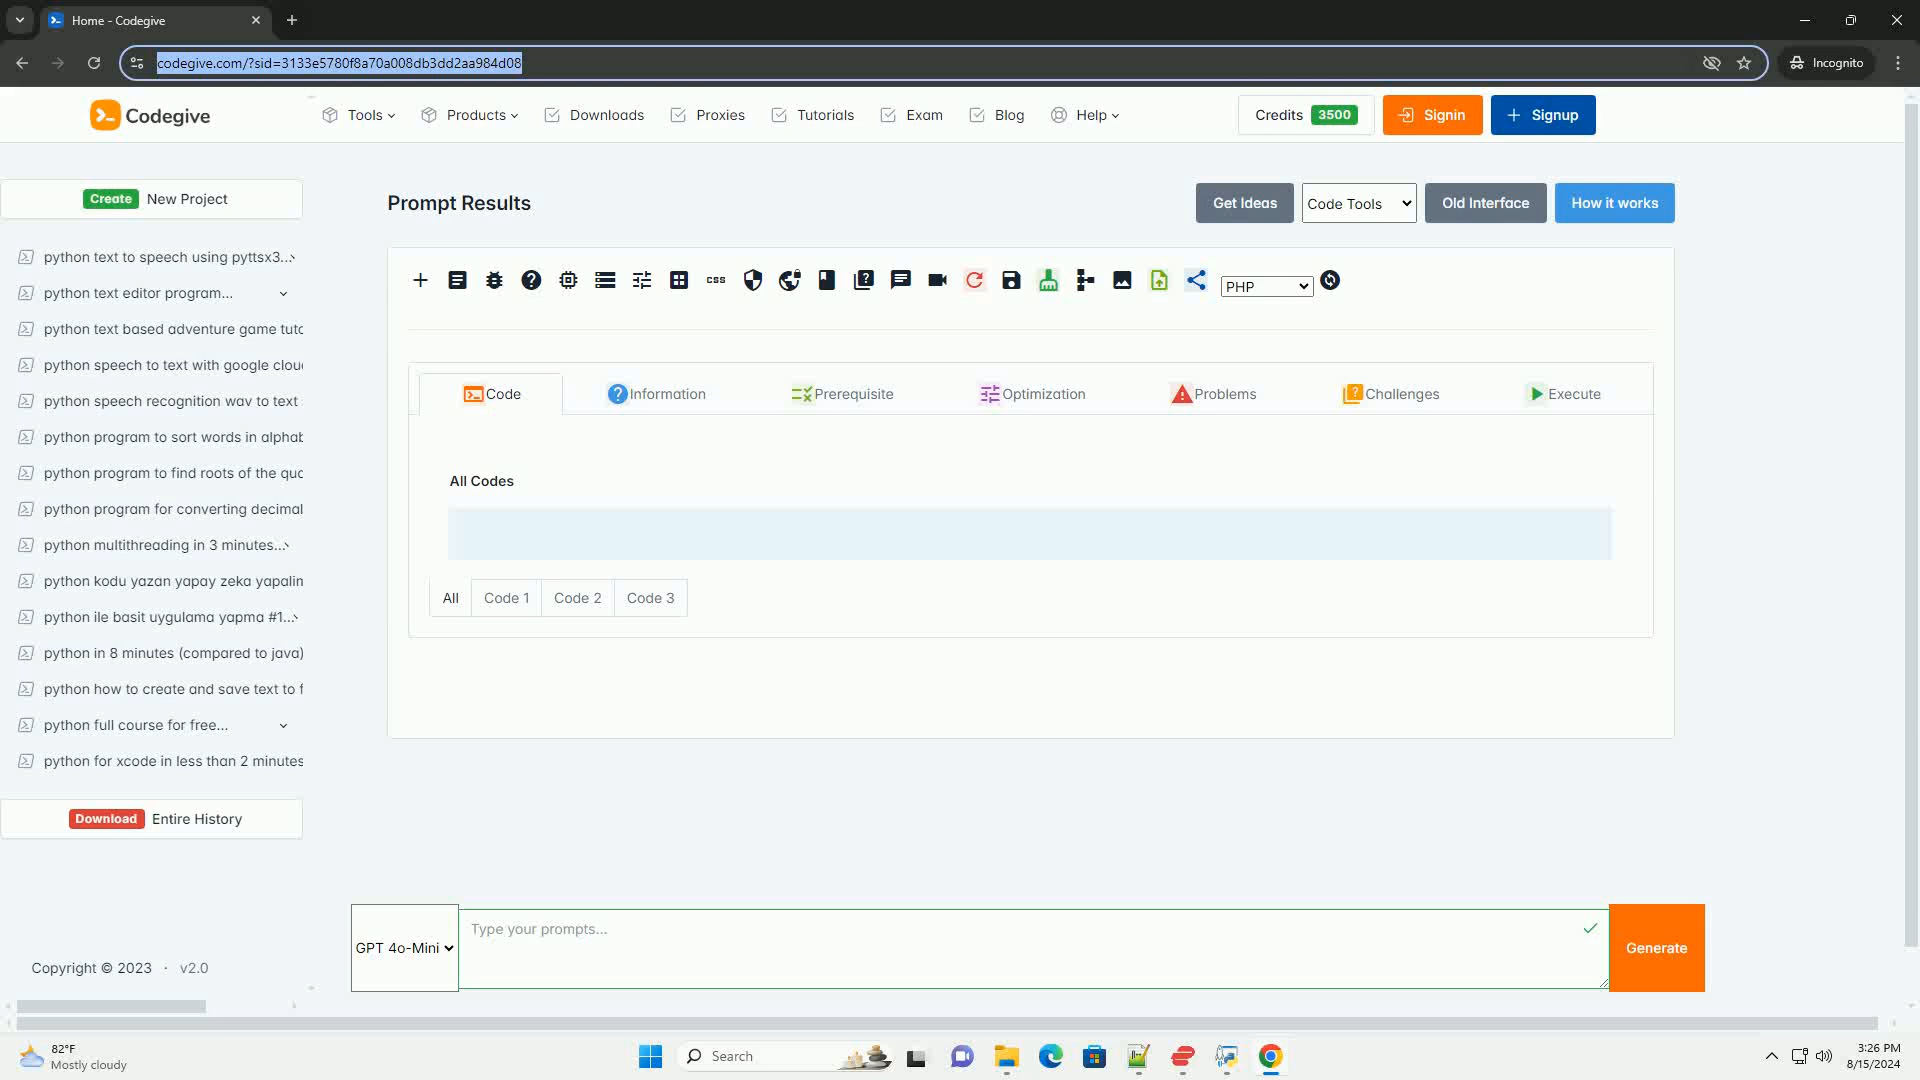 Home - Codegive
codegive.com/?sid=3133e5780f8a70a008db3dd2aa984d08
Incognito
Codegive
Tools
Products
Downloads
Proxies
Tutorials
Exam
Blog
Help
Credits 3500
Signin
Signup
Create New Project
Prompt Results
Get Ideas
Code Tools
Old Interface
How it works
python text to speech using pyttsx3...
python text editor program...
python text based adventure game tuto
python speech to text with google clou
python speech recognition wav to text
python program to sort words in alphab
python program to find roots of the qua
python program for converting decimal
python multithreading in 3 minutes...
python kodu yazan yapay zeka yapalim
python ile basit uygulama yapma #1...
python in 8 minutes (compared to java)
python how to create and save text to f
python full course for free...
python for xcode in less than 2 minutes
Download Entire History
Copyright © 2023 · v2.0
css
PHP
Code
Information
Prerequisite
Optimization
Problems
Challenges
Execute
All Codes
All
Code 1
Code 2
Code 3
GPT 4o-Mini
Type your prompts...
Generate
82°F
Mostly cloudy
Search
3:26 PM
8/15/2024